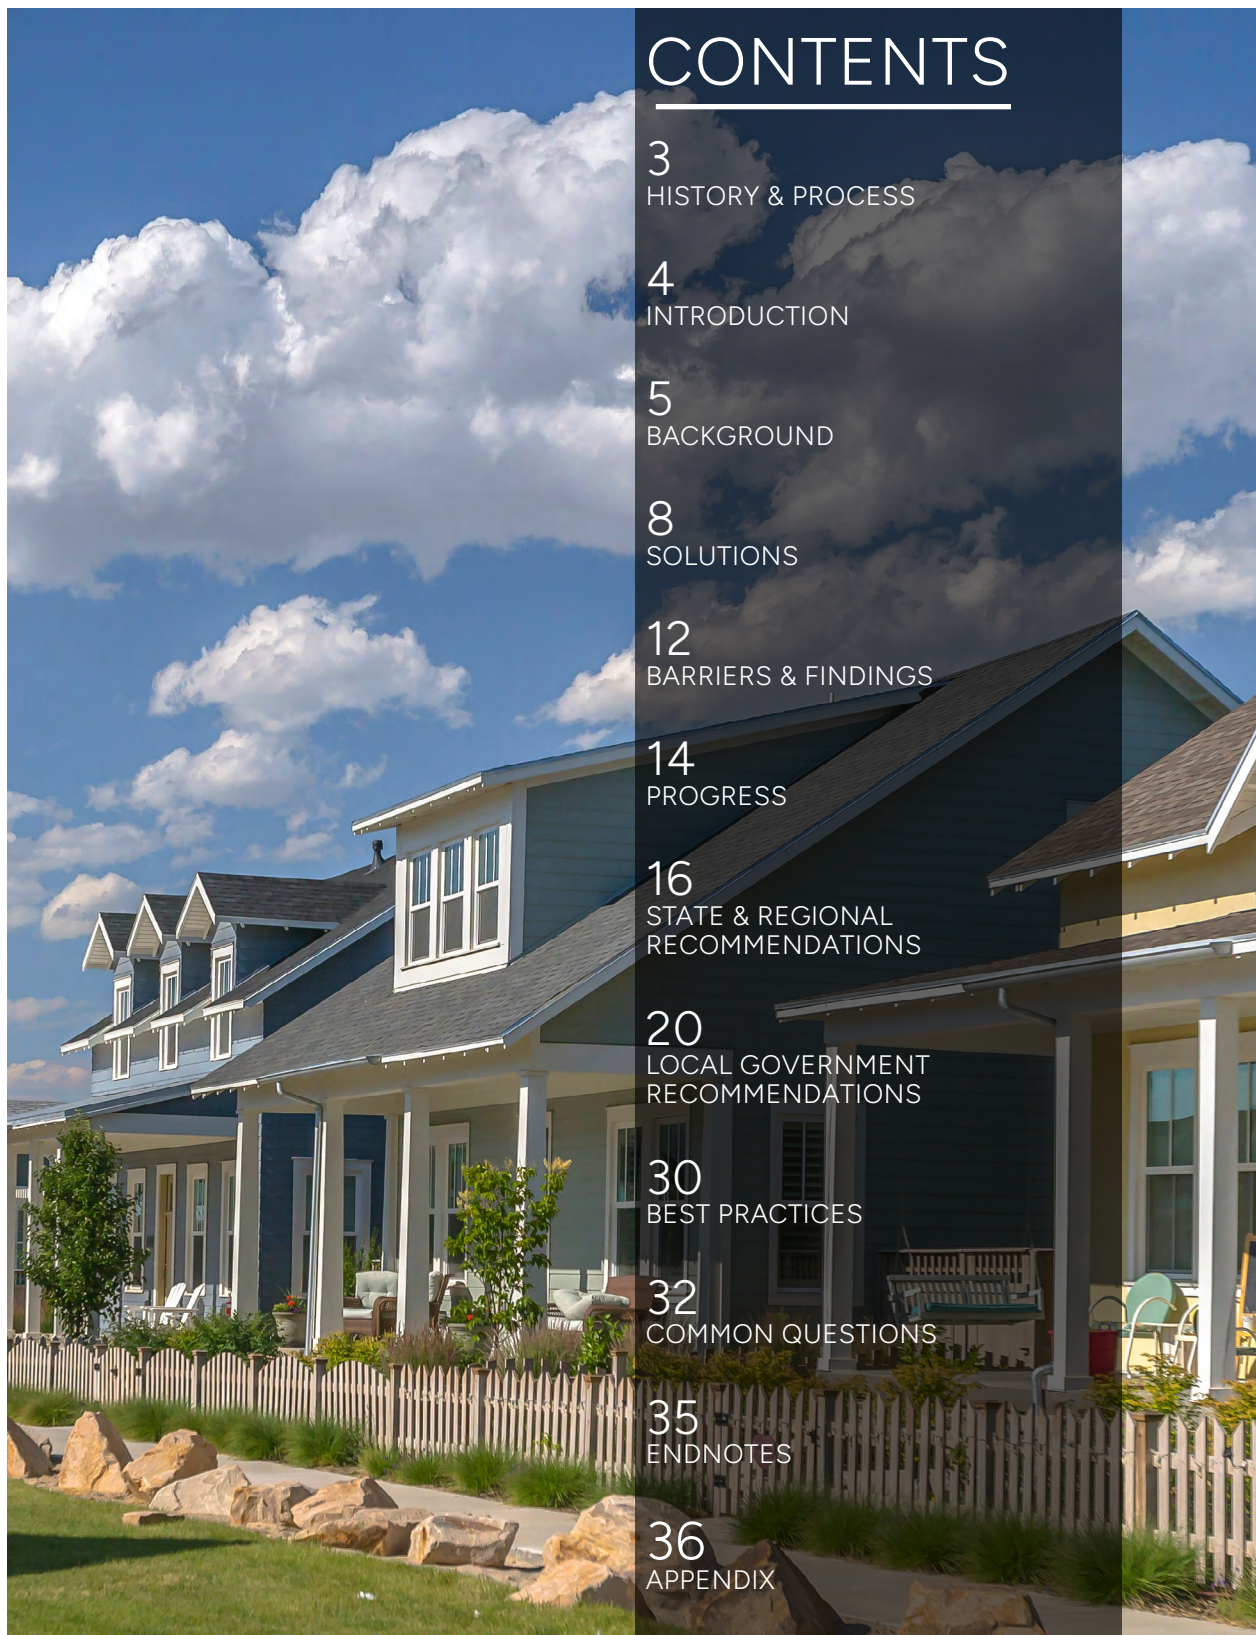 CONTENTS
3
HISTORY & PROCESS
4
INTRODUCTION
5
BACKGROUND
8
SOLUTIONS
12
BARRIERS & FINDINGS
14
PROGRESS
16
STATE & REGIONAL
RECOMMENDATIONS
20
LOCAL GOVERNMENT
RECOMMENDATIONS
30
BEST PRACTICES
32
COMMON QUESTIONS
35
ENDNOTES
36
APPENDIX